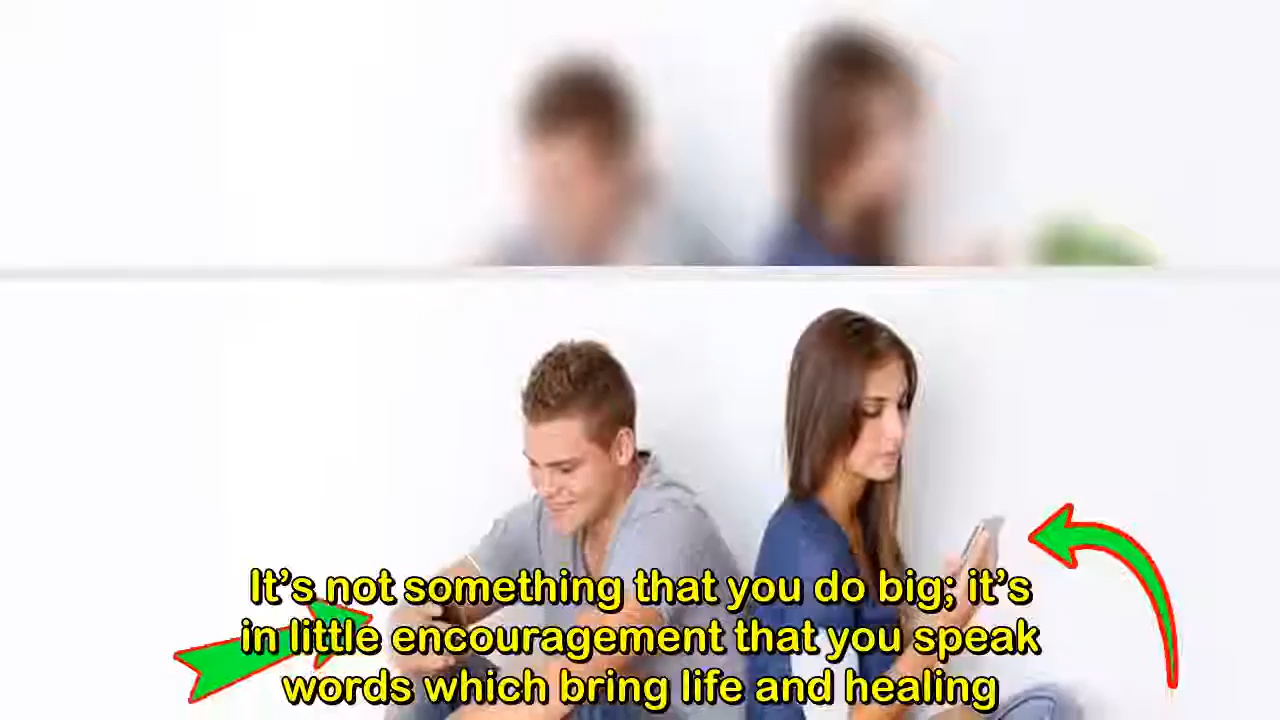 It’s not something that you do big; it’s
in little encouragement that you speak
words which bring life and healing